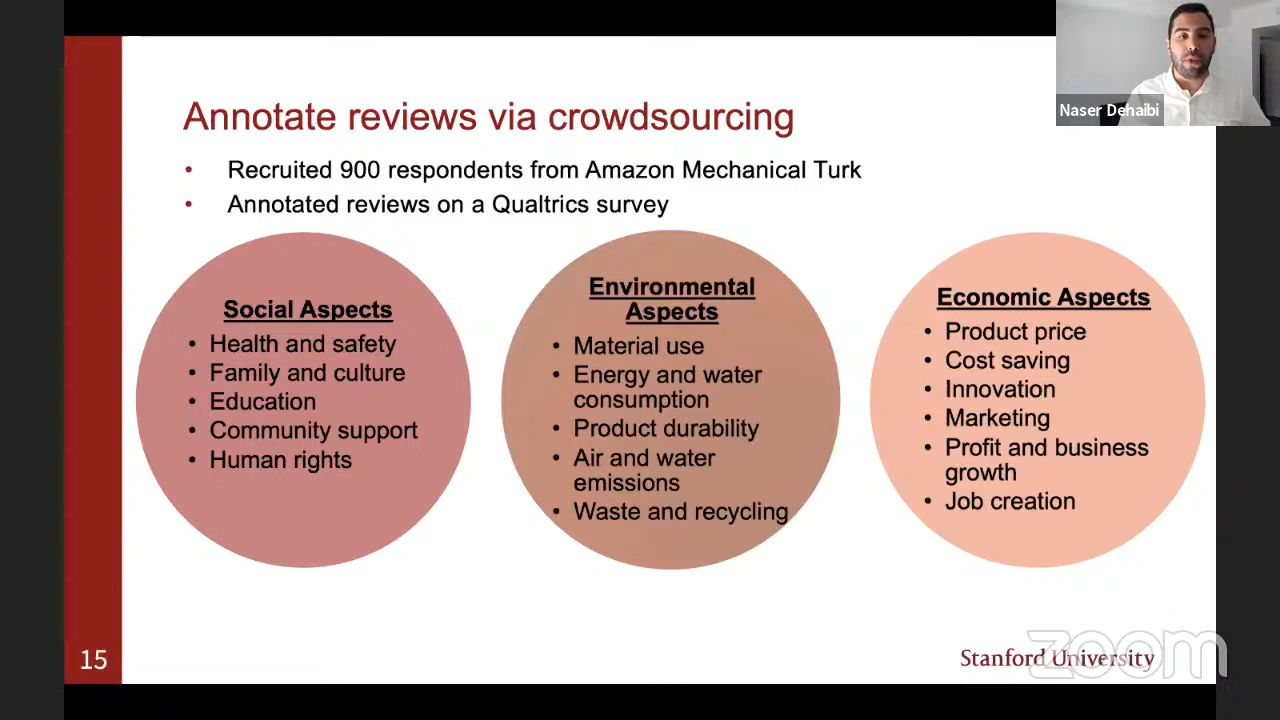 Naser Dehaibi
Annotate reviews via crowdsourcing
• Recruited 900 respondents from Amazon Mechanical Turk
• Annotated reviews on a Qualtrics survey
Social Aspects
• Health and safety
• Family and culture
• Education
• Community support
• Human rights
Environmental
Aspects
• Material use
• Energy and water
consumption
• Product durability
• Air and water
emissions
• Waste and recycling
Economic Aspects
• Product price
• Cost saving
• Innovation
• Marketing
• Profit and business
growth
• Job creation
15
Stanford University
zoom